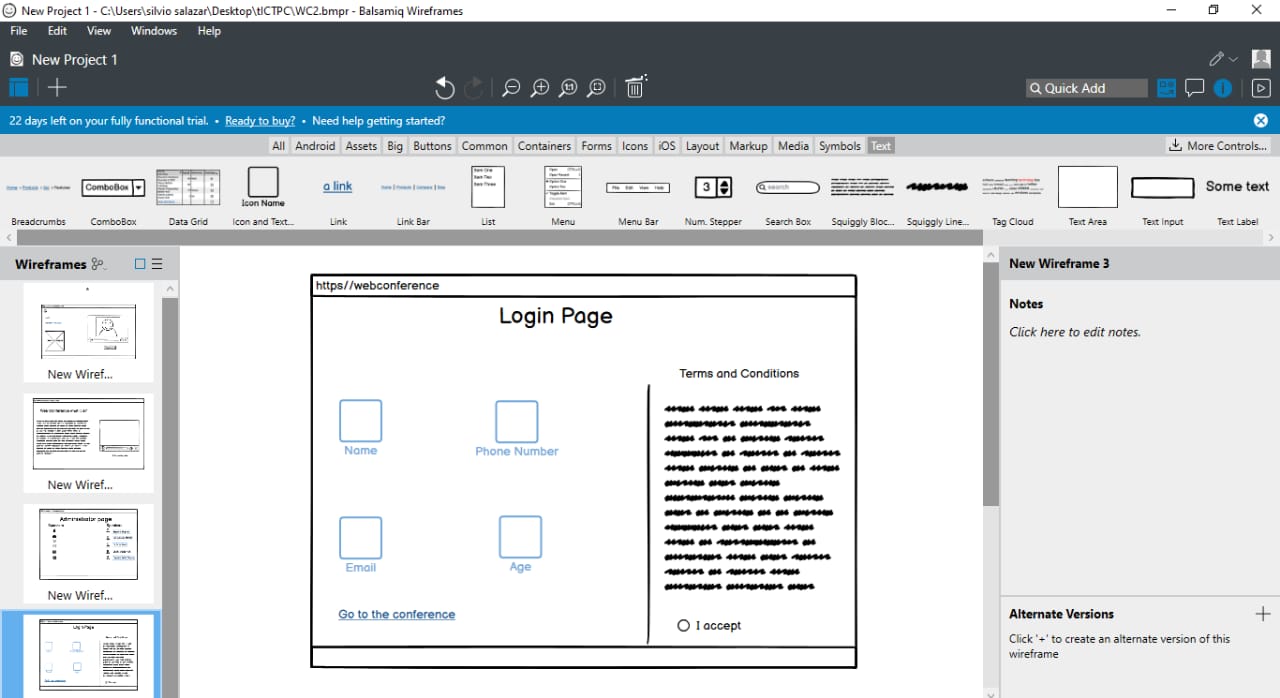 New Project 1 - C:\Users\silvio salazar\Desktop\tICTPC\WC2.bmpr - Balsamiq Wireframes
File Edit View Windows Help
New Project 1
Quick Add
22 days left on your fully functional trial. • Ready to buy? • Need help getting started?
All Android Assets Big Buttons Common Containers Forms Icons iOS Layout Markup Media Symbols Text More Controls...
ComboBox Icon Name a link 3 search Some text
Breadcrumbs ComboBox Data Grid Icon and Text... Link Link Bar List Menu Menu Bar Num. Stepper Search Box Squiggly Bloc... Squiggly Line... Tag Cloud Text Area Text Input Text Label
Wireframes
New Wiref...
New Wiref...
Administrator page
New Wiref...
Login Page
https//webconference
Login Page
Terms and Conditions
Name Phone Number
Email Age
Go to the conference
I accept
New Wireframe 3
Notes
Click here to edit notes.
Alternate Versions
Click '+' to create an alternate version of this
wireframe